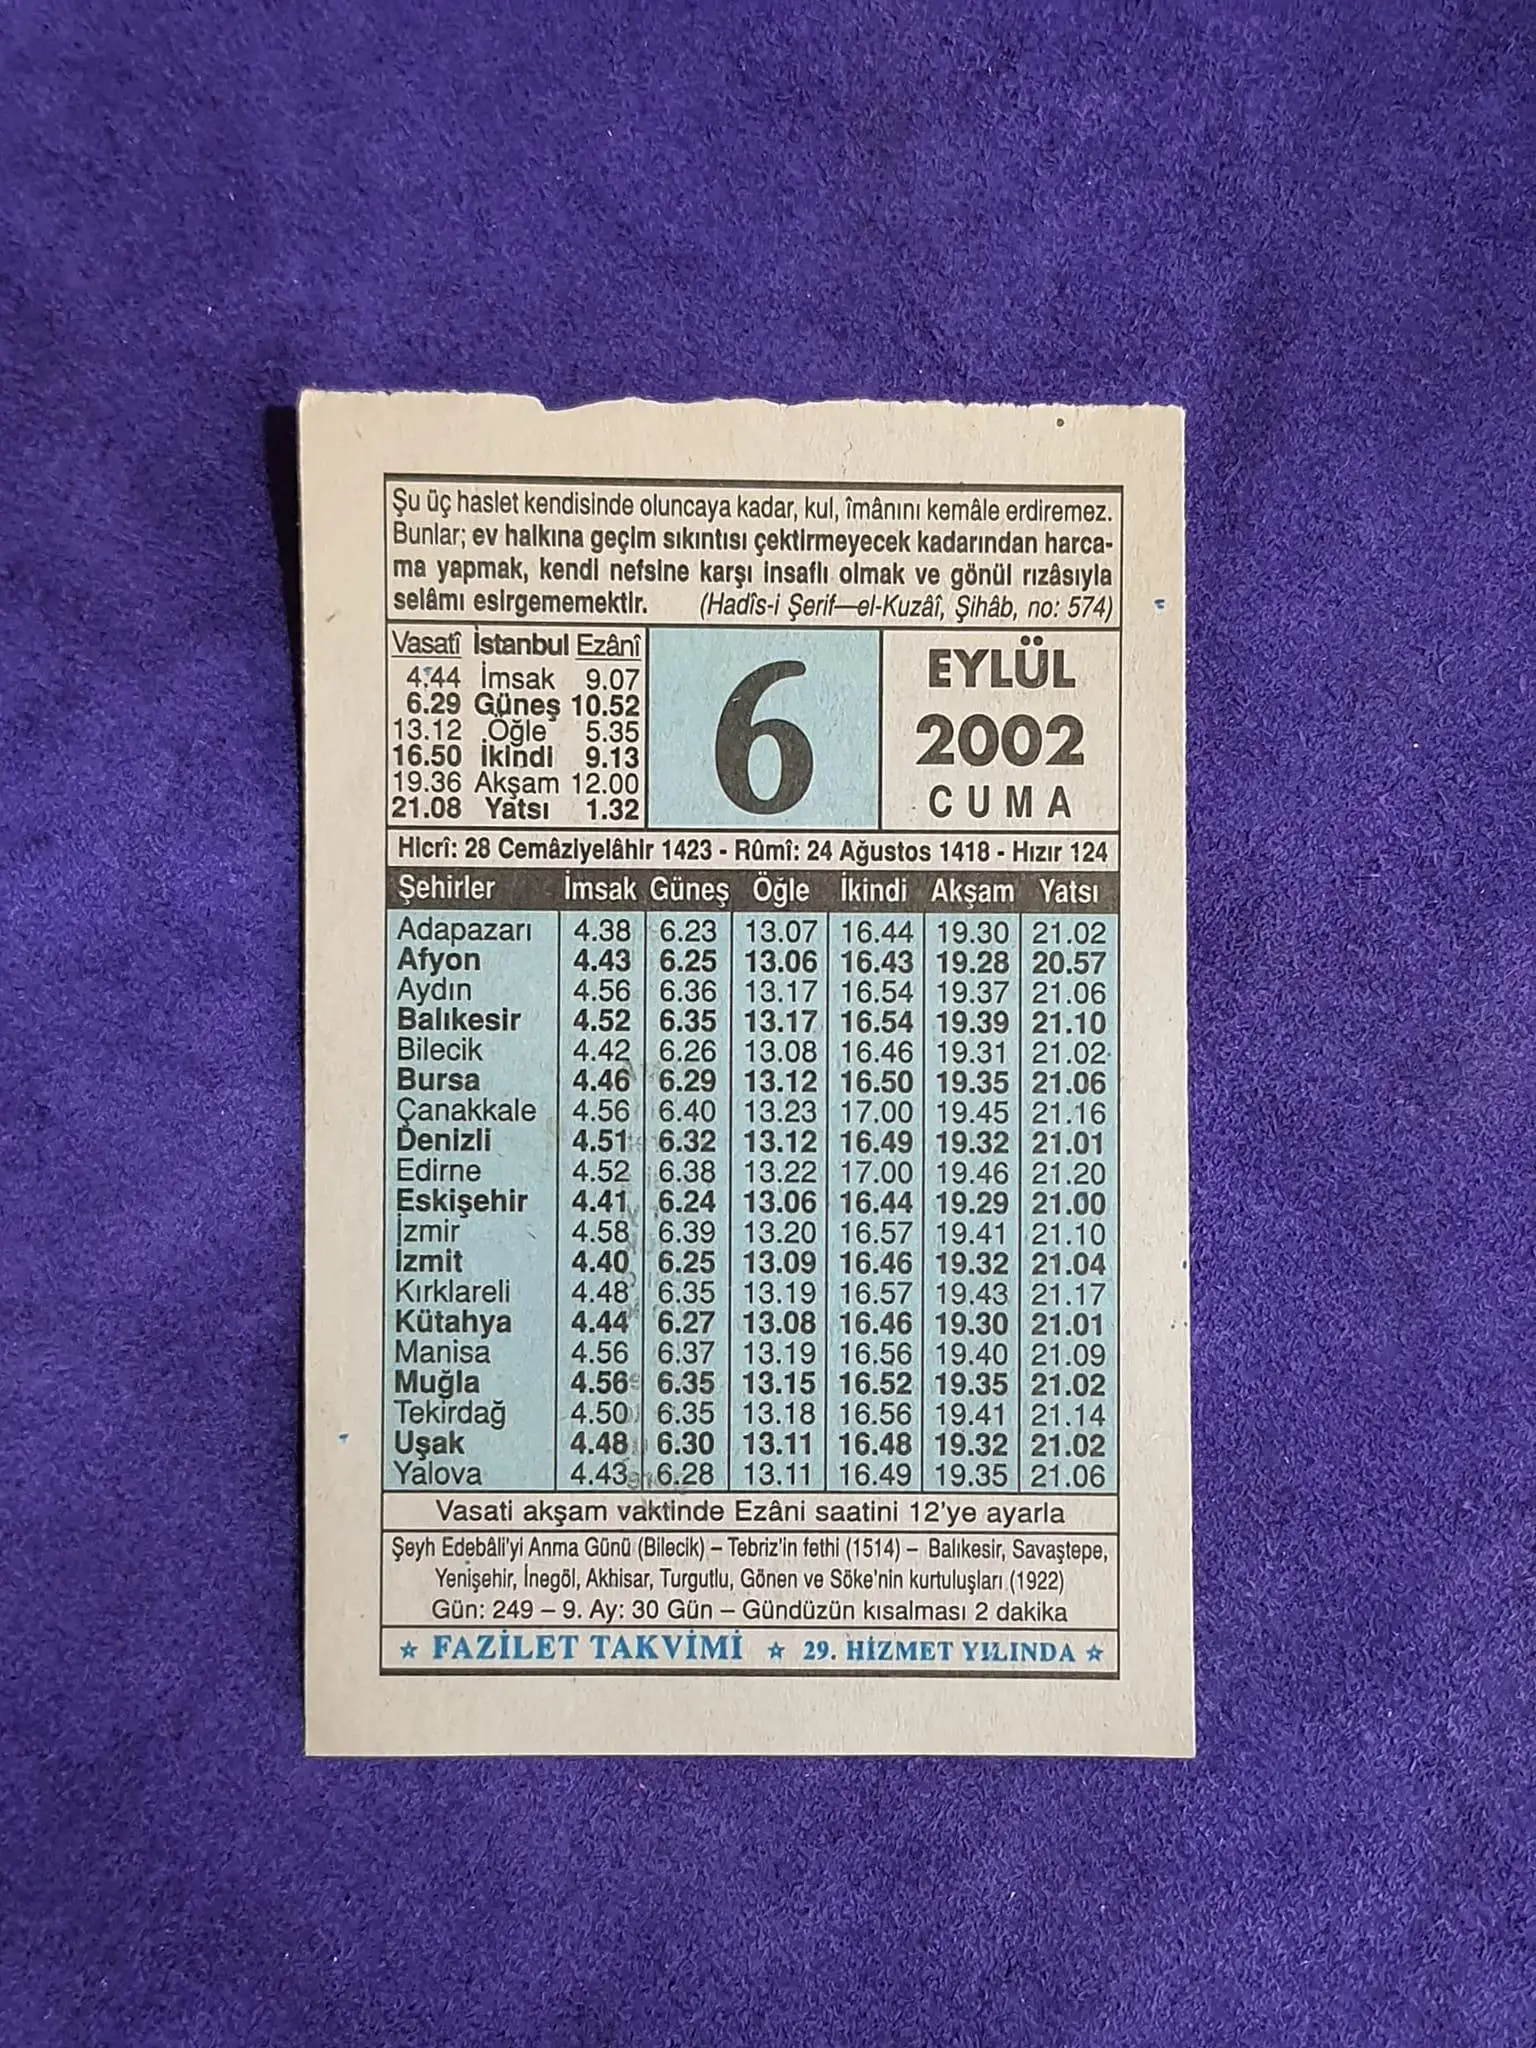 Şu üç haslet kendisinde oluncaya kadar, kul, îmânını kemâle erdiremez.
Bunlar; ev halkına geçim sıkıntısı çektirmeyecek kadarından harca-
ma yapmak, kendi nefsine karşı insaflı olmak ve gönül rızâsıyla
selâmı esirgememektir. (Hadîs-i Şerif—el-Kuzâî, Şihâb, no: 574)
Vasatî İstanbul Ezânî
4.44 İmsak 9.07
6.29 Güneş 10.52
13.12 Öğle 5.35
16.50 İkindi 9.13
19.36 Akşam 12.00
21.08 Yatsı 1.32
6
EYLÜL
2002
CUMA
Hicrî: 28 Cemâziyelâhir 1423 - Rûmî: 24 Ağustos 1418 - Hızır 124
Şehirler İmsak Güneş Öğle İkindi Akşam Yatsı
Adapazarı 4.38 6.23 13.07 16.44 19.30 21.02
Afyon 4.43 6.25 13.06 16.43 19.28 20.57
Aydın 4.56 6.36 13.17 16.54 19.37 21.06
Balıkesir 4.52 6.35 13.17 16.54 19.39 21.10
Bilecik 4.42 6.26 13.08 16.46 19.31 21.02
Bursa 4.46 6.29 13.12 16.50 19.35 21.06
Çanakkale 4.56 6.40 13.23 17.00 19.45 21.16
Denizli 4.51 6.32 13.12 16.49 19.32 21.01
Edirne 4.52 6.38 13.22 17.00 19.46 21.20
Eskişehir 4.41 6.24 13.06 16.44 19.29 21.00
İzmir 4.58 6.39 13.20 16.57 19.41 21.10
İzmit 4.40 6.25 13.09 16.46 19.32 21.04
Kırklareli 4.48 6.35 13.19 16.57 19.43 21.17
Kütahya 4.44 6.27 13.08 16.46 19.30 21.01
Manisa 4.56 6.37 13.19 16.56 19.40 21.09
Muğla 4.56 6.35 13.15 16.52 19.35 21.02
Tekirdağ 4.50 6.35 13.18 16.56 19.41 21.14
Uşak 4.48 6.30 13.11 16.48 19.32 21.02
Yalova 4.43 6.28 13.11 16.49 19.35 21.06
Vasati akşam vaktinde Ezâni saatini 12'ye ayarla
Şeyh Edebâli'yi Anma Günü (Bilecik) – Tebriz'in fethi (1514) – Balıkesir, Savaştepe,
Yenişehir, İnegöl, Akhisar, Turgutlu, Gönen ve Söke'nin kurtuluşları (1922)
Gün: 249 – 9. Ay: 30 Gün – Gündüzün kısalması 2 dakika
☆ FAZİLET TAKVİMİ ☆ 29. HİZMET YILINDA ☆